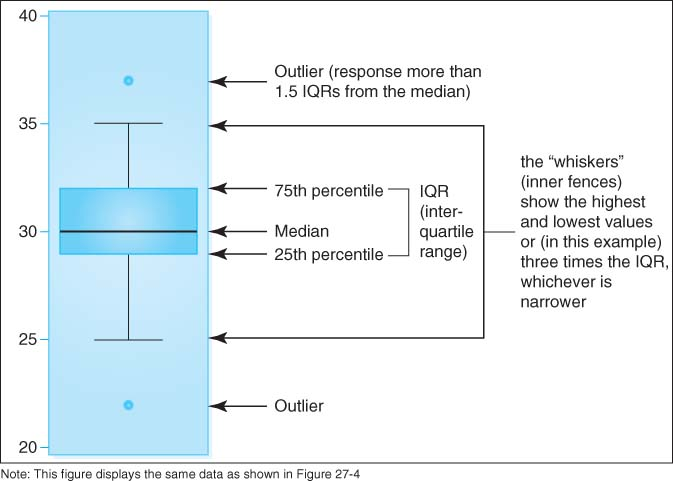 40
35
30
25
20
Outlier (response more than
1.5 IQRs from the median)
75th percentile
Median
25th percentile
IQR
(inter-
quartile
range)
the “whiskers”
(inner fences)
show the highest
and lowest values
or (in this example)
three times the IQR,
whichever is
narrower
Outlier
Note: This figure displays the same data as shown in Figure 27-4